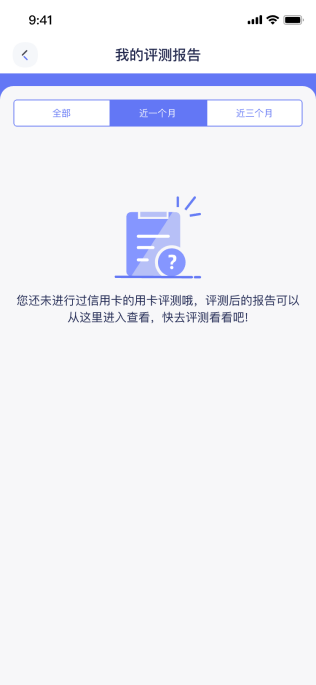 9:41
我的评测报告
全部
近一个月
近三个月
?
您还未进行过信用卡的用卡评测哦，评测后的报告可以
从这里进入查看，快去评测看看吧!